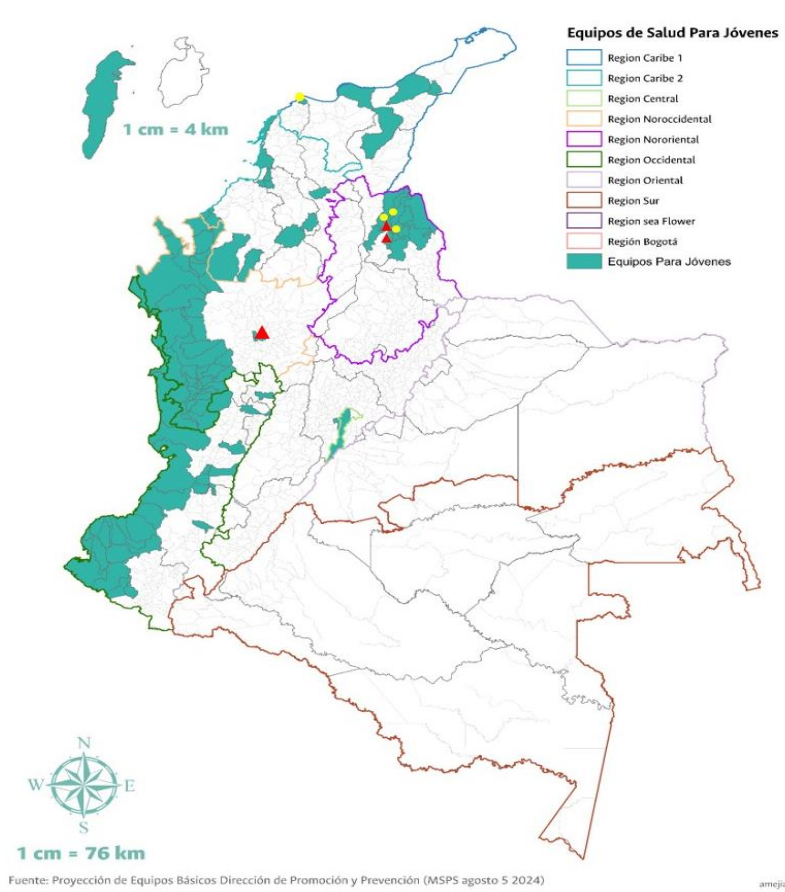 Equipos de Salud Para Jóvenes
Region Caribe 1
Region Caribe 2
Region Central
Region Noroccidental
Region Nororiental
Region Occidental
Region Oriental
Region Sur
Region sea Flower
Región Bogotá
Equipos Para Jóvenes
1 cm = 4 km
N
W E
S
1 cm = 76 km
Fuente: Proyección de Equipos Básicos Dirección de Promoción y Prevención (MSPS agosto 5 2024)